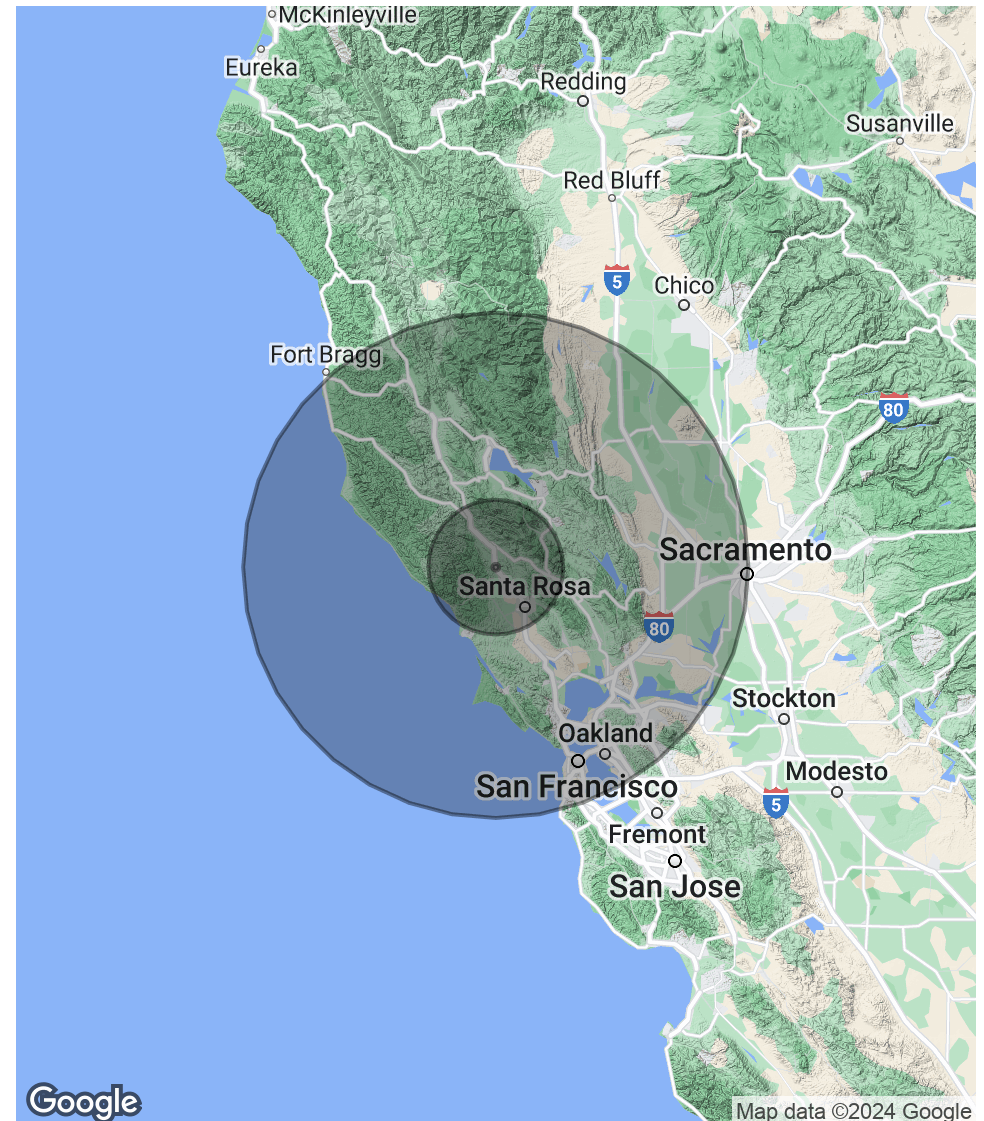 McKinleyville
Eureka
Redding
Susanville
Red Bluff
5
Chico
Fort Bragg
80
Sacramento
Santa Rosa
80
Stockton
Oakland
Modesto
San Francisco
5
Fremont
San Jose
Google
Map data ©2024 Google